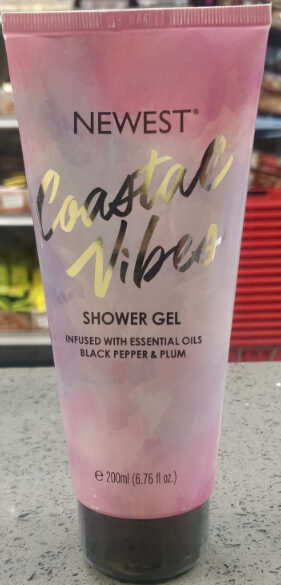 NEWEST®
Coastal
Vibes
SHOWER GEL
INFUSED WITH ESSENTIAL OILS
BLACK PEPPER & PLUM
℮ 200ml (6.76 fl oz.)